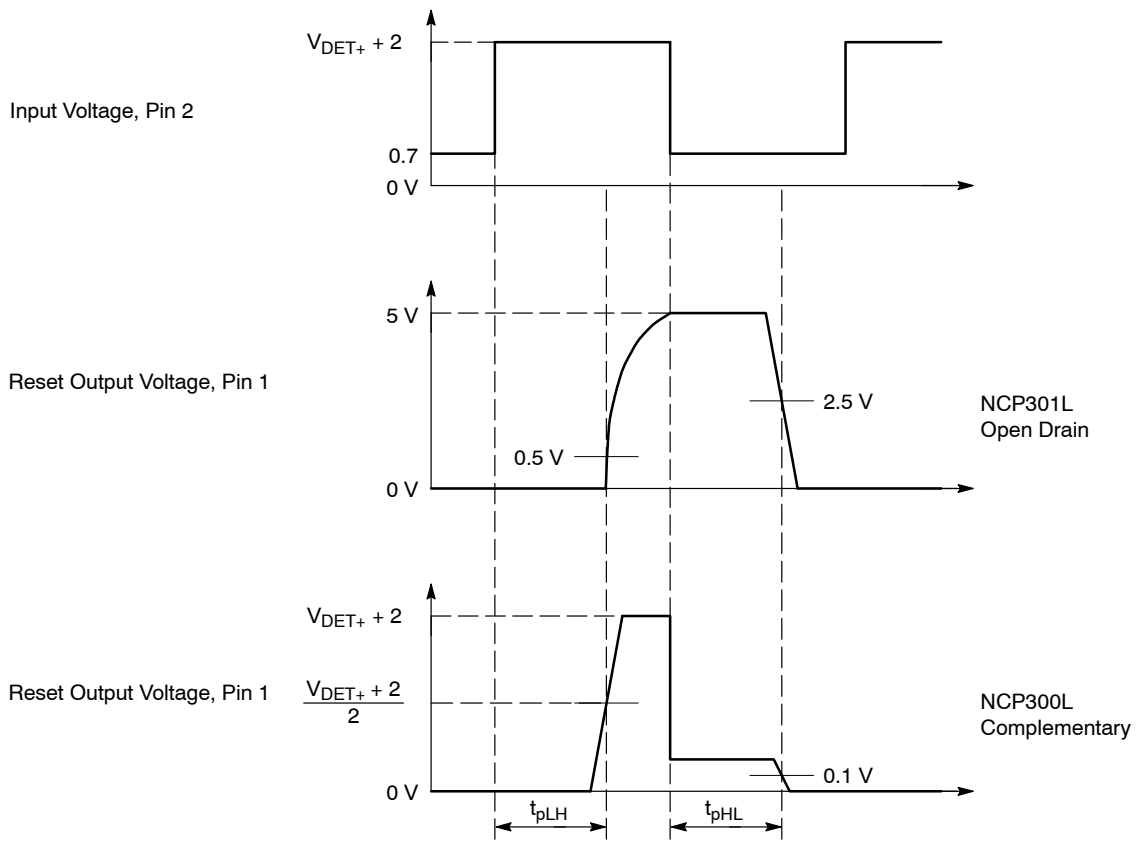 V_DET+ + 2
Input Voltage, Pin 2
0.7
0 V
5 V
Reset Output Voltage, Pin 1
2.5 V
NCP301L
Open Drain
0.5 V
0 V
V_DET+ + 2
Reset Output Voltage, Pin 1
V_DET+ + 2
2
NCP300L
Complementary
0.1 V
0 V
t_pLH
t_pHL